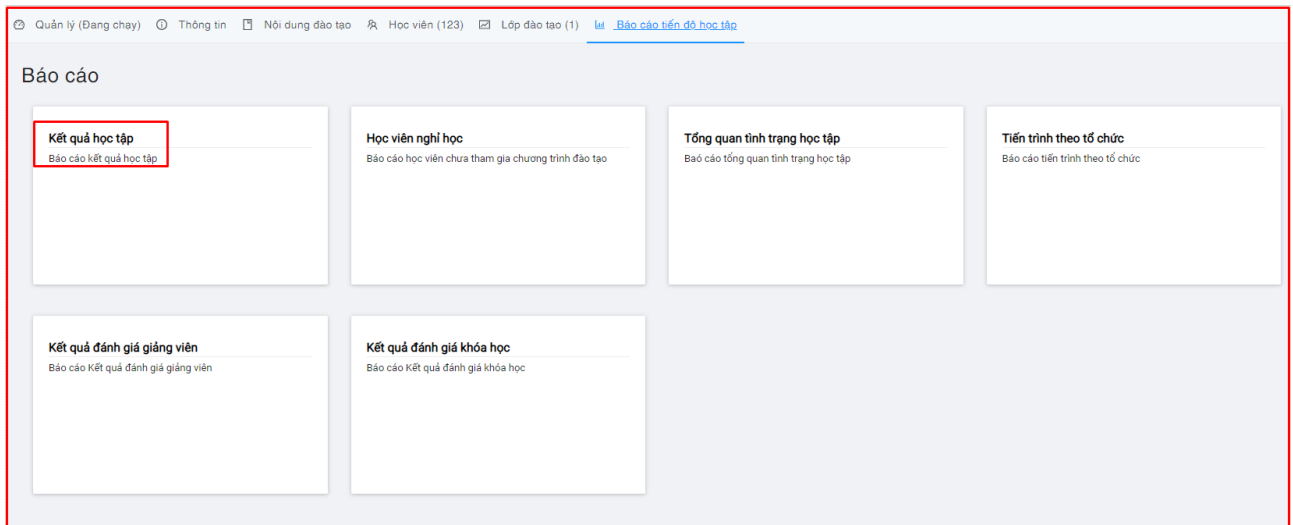 Quản lý (Đang chạy) Thông tin Nội dung đào tạo Học viên (123) Lớp đào tạo (1) Báo cáo tiến độ học tập
Báo cáo
Kết quả học tập
Báo cáo kết quả học tập
Học viên nghỉ học
Báo cáo học viên chưa tham gia chương trình đào tạo
Tổng quan tình trạng học tập
Baó cáo tổng quan tình trạng học tập
Tiến trình theo tổ chức
Báo cáo tiến trình theo tổ chức
Kết quả đánh giá giảng viên
Báo cáo Kết quả đánh giá giảng viên
Kết quả đánh giá khóa học
Báo cáo Kết quả đánh giá khóa học